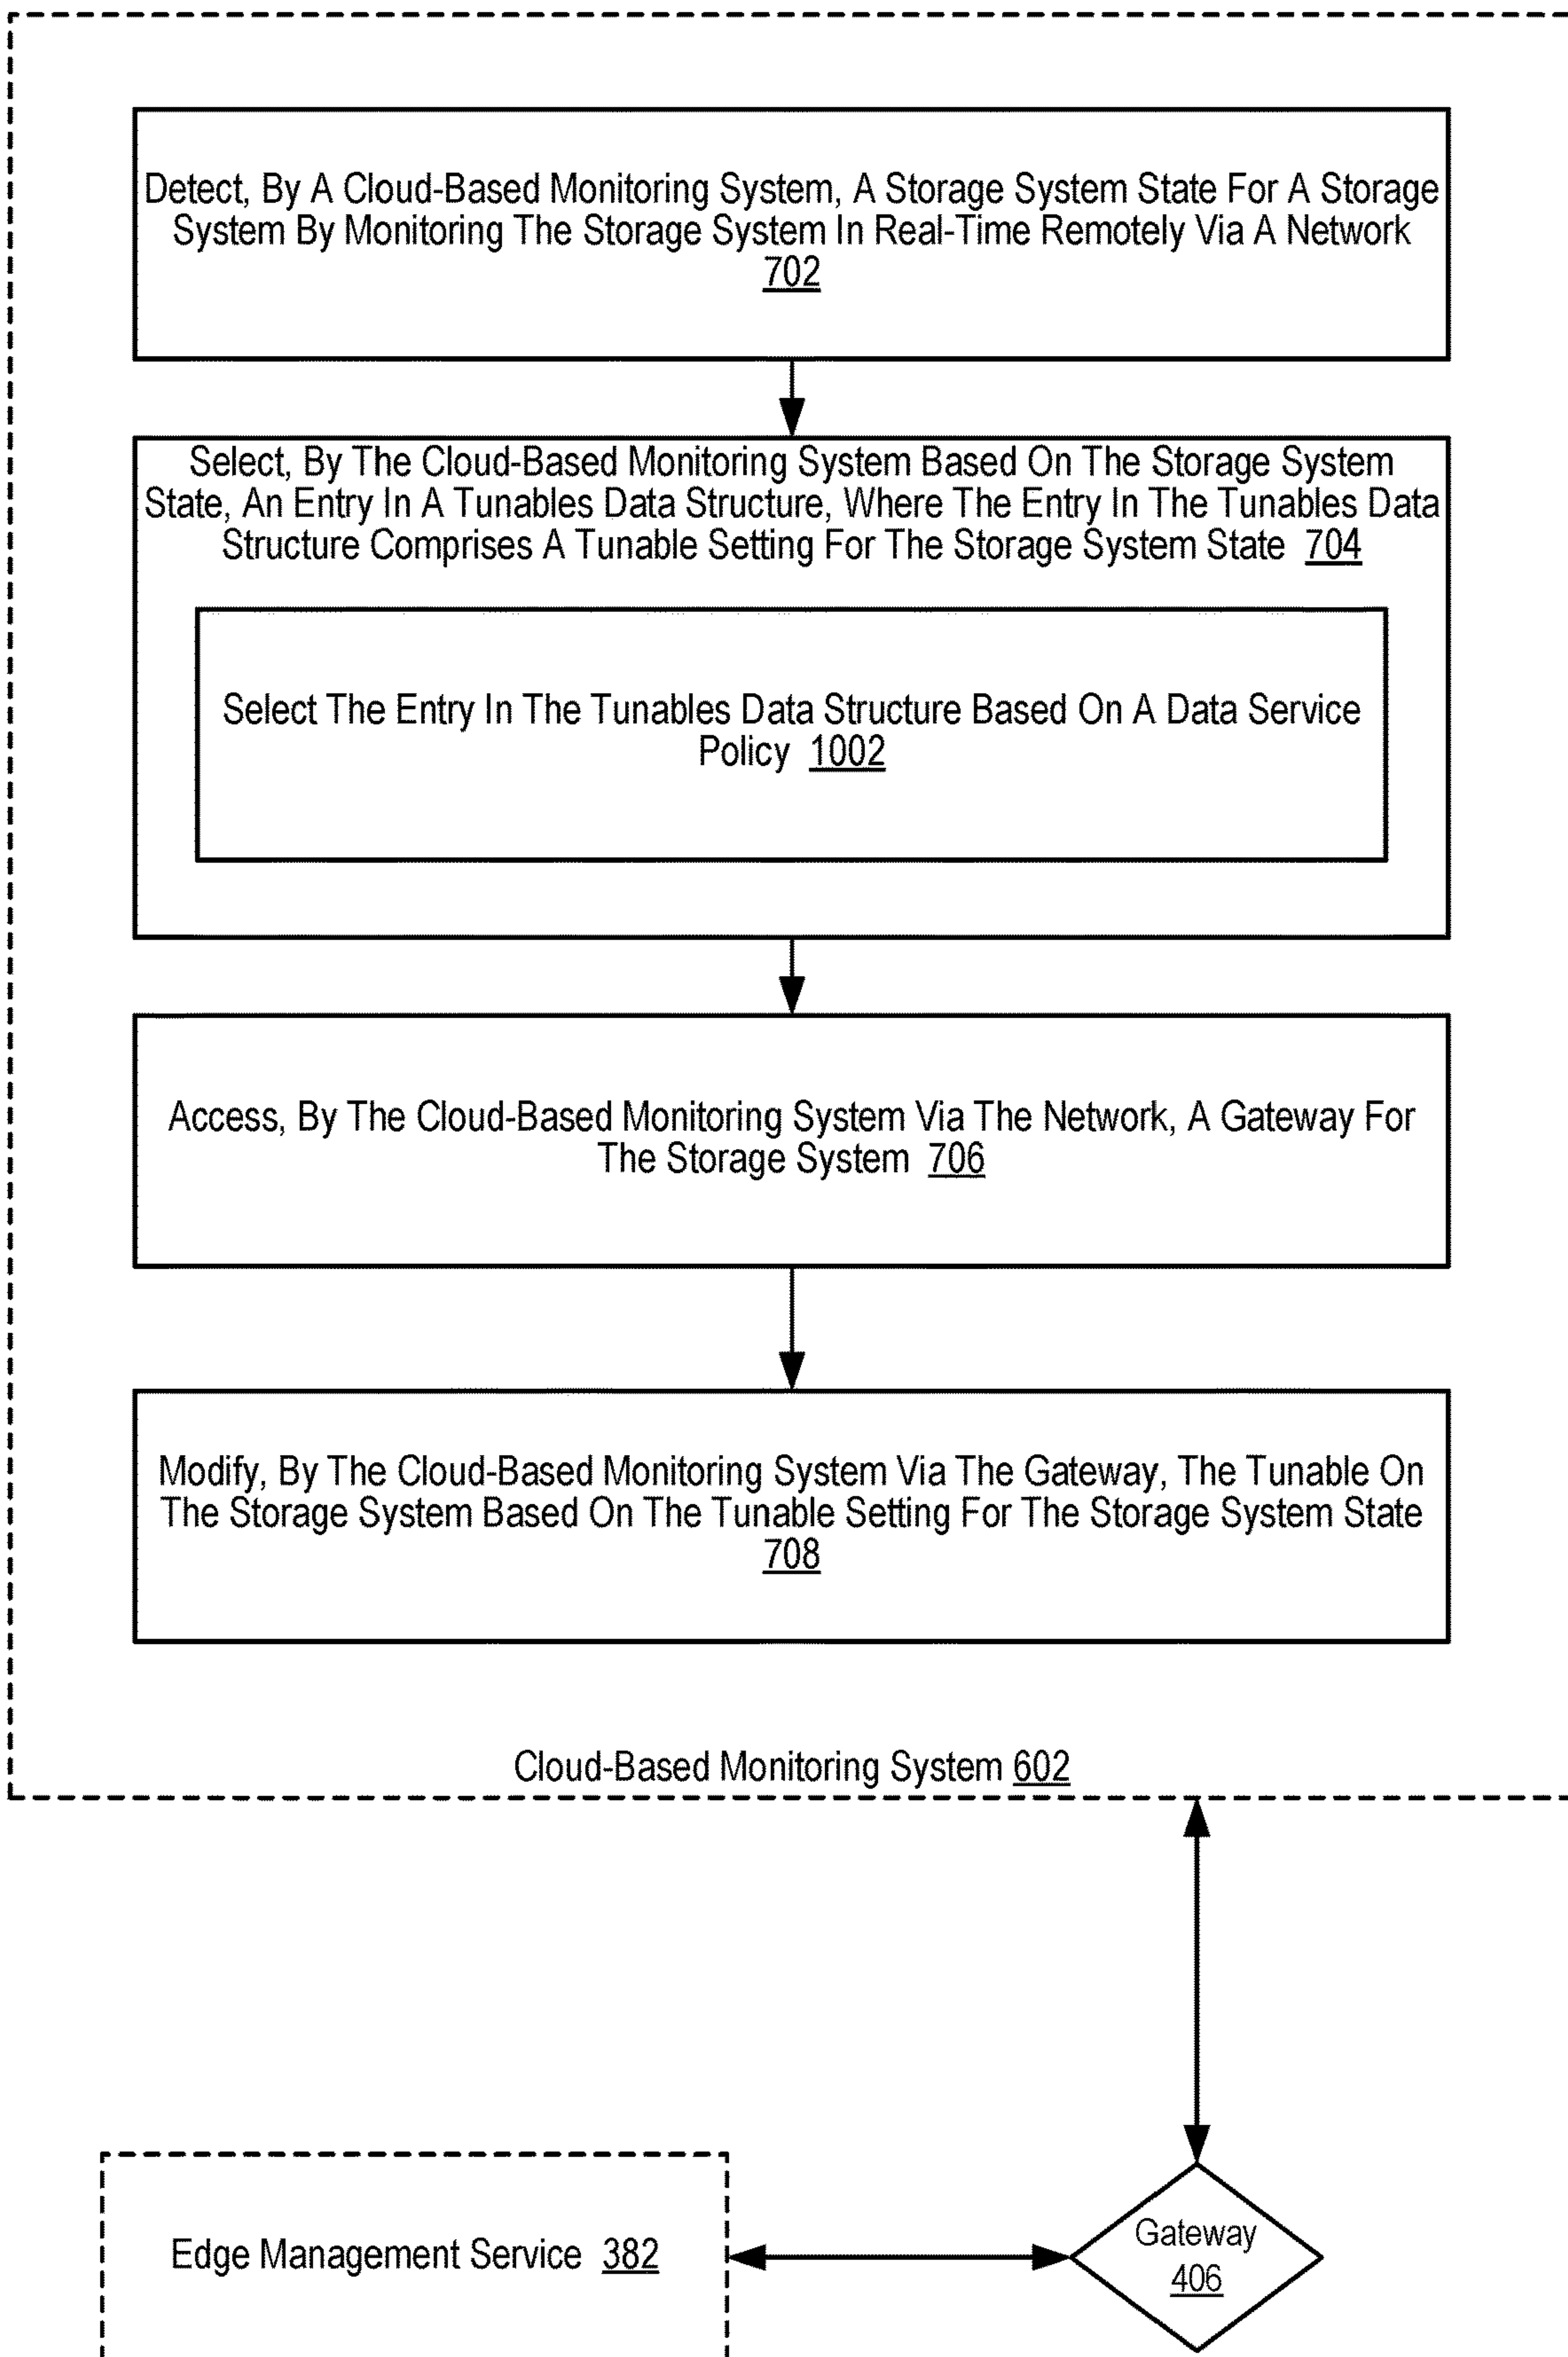 Detect, By A Cloud-Based Monitoring System, A Storage System State For A Storage
System By Monitoring The Storage System In Real-Time Remotely Via A Network
702
Select, By The Cloud-Based Monitoring System Based On The Storage System
State, An Entry In A Tunables Data Structure, Where The Entry In The Tunables Data
Structure Comprises A Tunable Setting For The Storage System State 704
Select The Entry In The Tunables Data Structure Based On A Data Service
Policy 1002
Access, By The Cloud-Based Monitoring System Via The Network, A Gateway For
The Storage System 706
Modify, By The Cloud-Based Monitoring System Via The Gateway, The Tunable On
The Storage System Based On The Tunable Setting For The Storage System State
708
Cloud-Based Monitoring System 602
Gateway
406
Edge Management Service 382